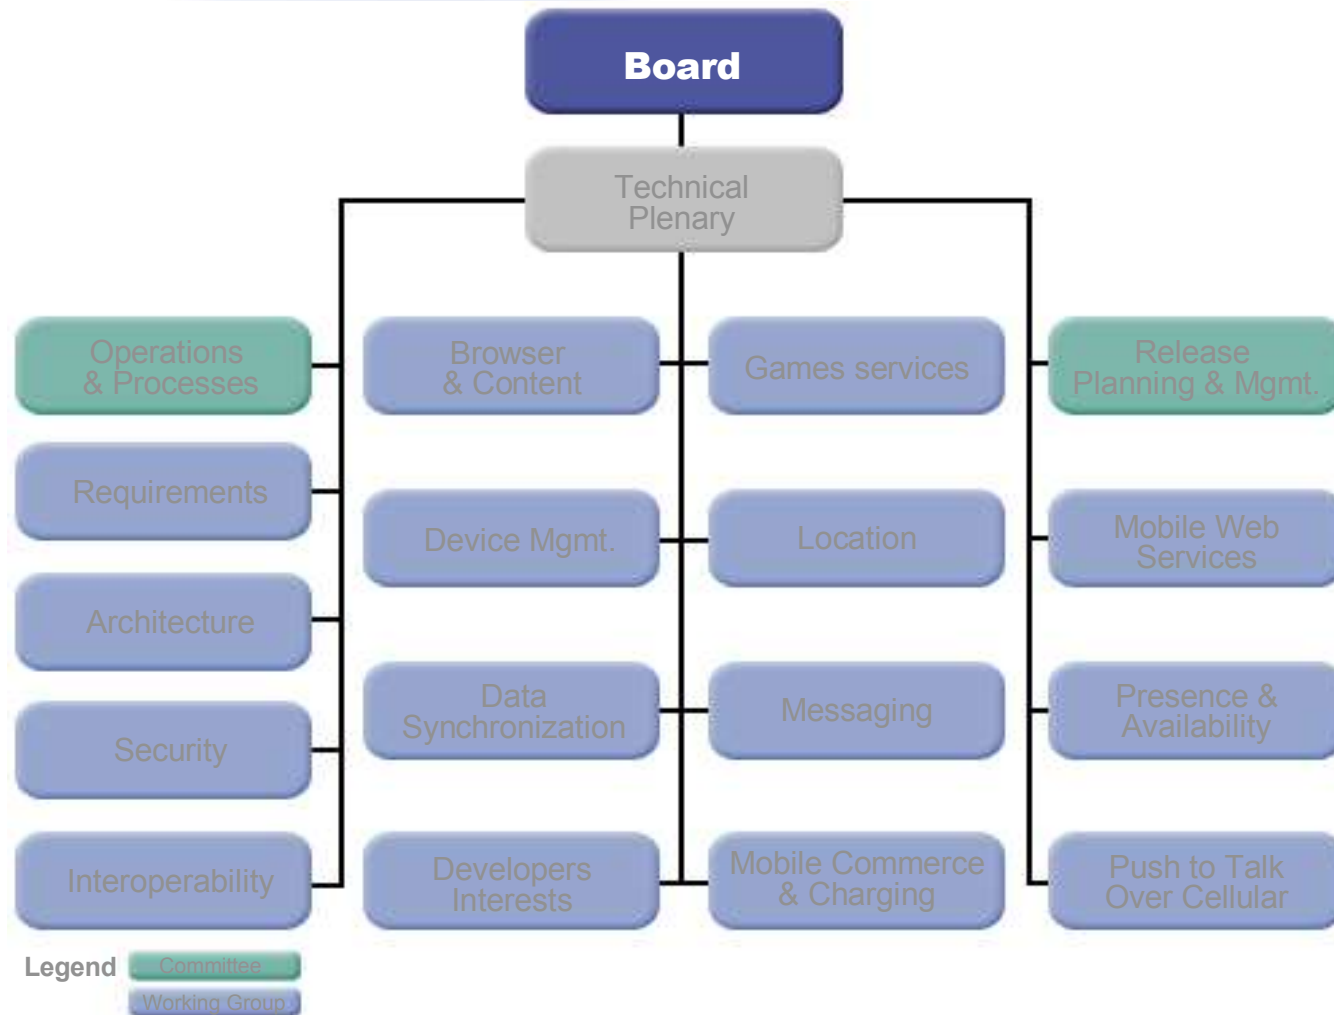 Board
Technical
Plenary
Operations
& Processes
Browser
& Content
Games services
Release
Planning & Mgmt.
Requirements
Device Mgmt.
Location
Mobile Web
Services
Architecture
Data
Synchronization
Messaging
Presence &
Availability
Security
Interoperability
Developers
Interests
Mobile Commerce
& Charging
Push to Talk
Over Cellular
Legend
Committee
Working Group